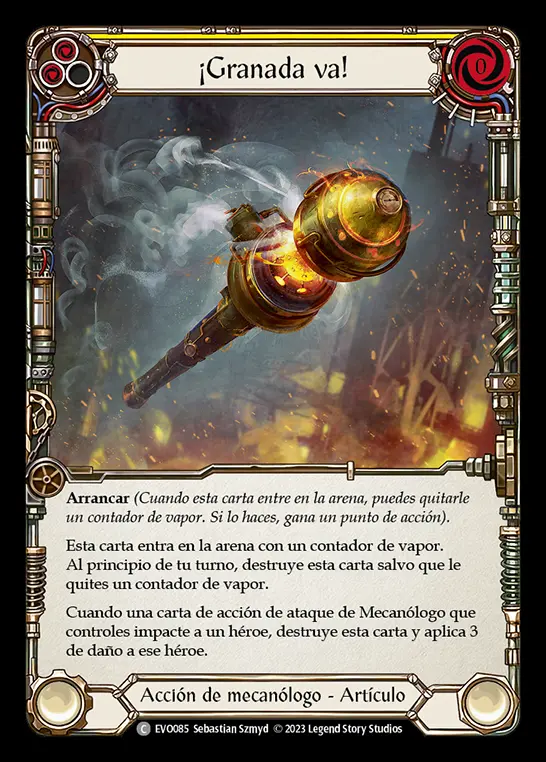 ¡Granada va!
0
Arrancar (Cuando esta carta entre en la arena, puedes quitarle
un contador de vapor. Si lo haces, gana un punto de acción).
Esta carta entra en la arena con un contador de vapor.
Al principio de tu turno, destruye esta carta salvo que le
quites un contador de vapor.
Cuando una carta de acción de ataque de Mecanólogo que
controles impacte a un héroe, destruye esta carta y aplica 3
de daño a ese héroe.
Acción de mecanólogo - Artículo
C EVO085 Sebastian Szmyd © 2023 Legend Story Studios